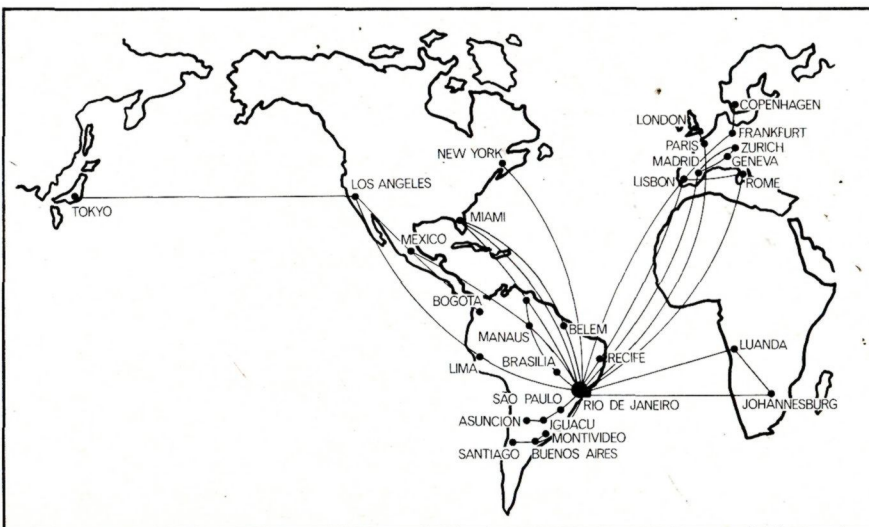 COPENHAGEN
LONDON
FRANKFURT
PARIS
ZURICH
MADRID
GENEVA
LISBON
ROME
NEW YORK
LOS ANGELES
TOKYO
MIAMI
MEXICO
BOGOTA
MANAUS
BELEM
LUANDA
LIMA
BRASILIA
RECIFE
SÃO PAULO
RIO DE JANEIRO
JOHANNESBURG
ASUNCION
IGUACU
MONTIVIDEO
SANTIAGO
BUENOS AIRES